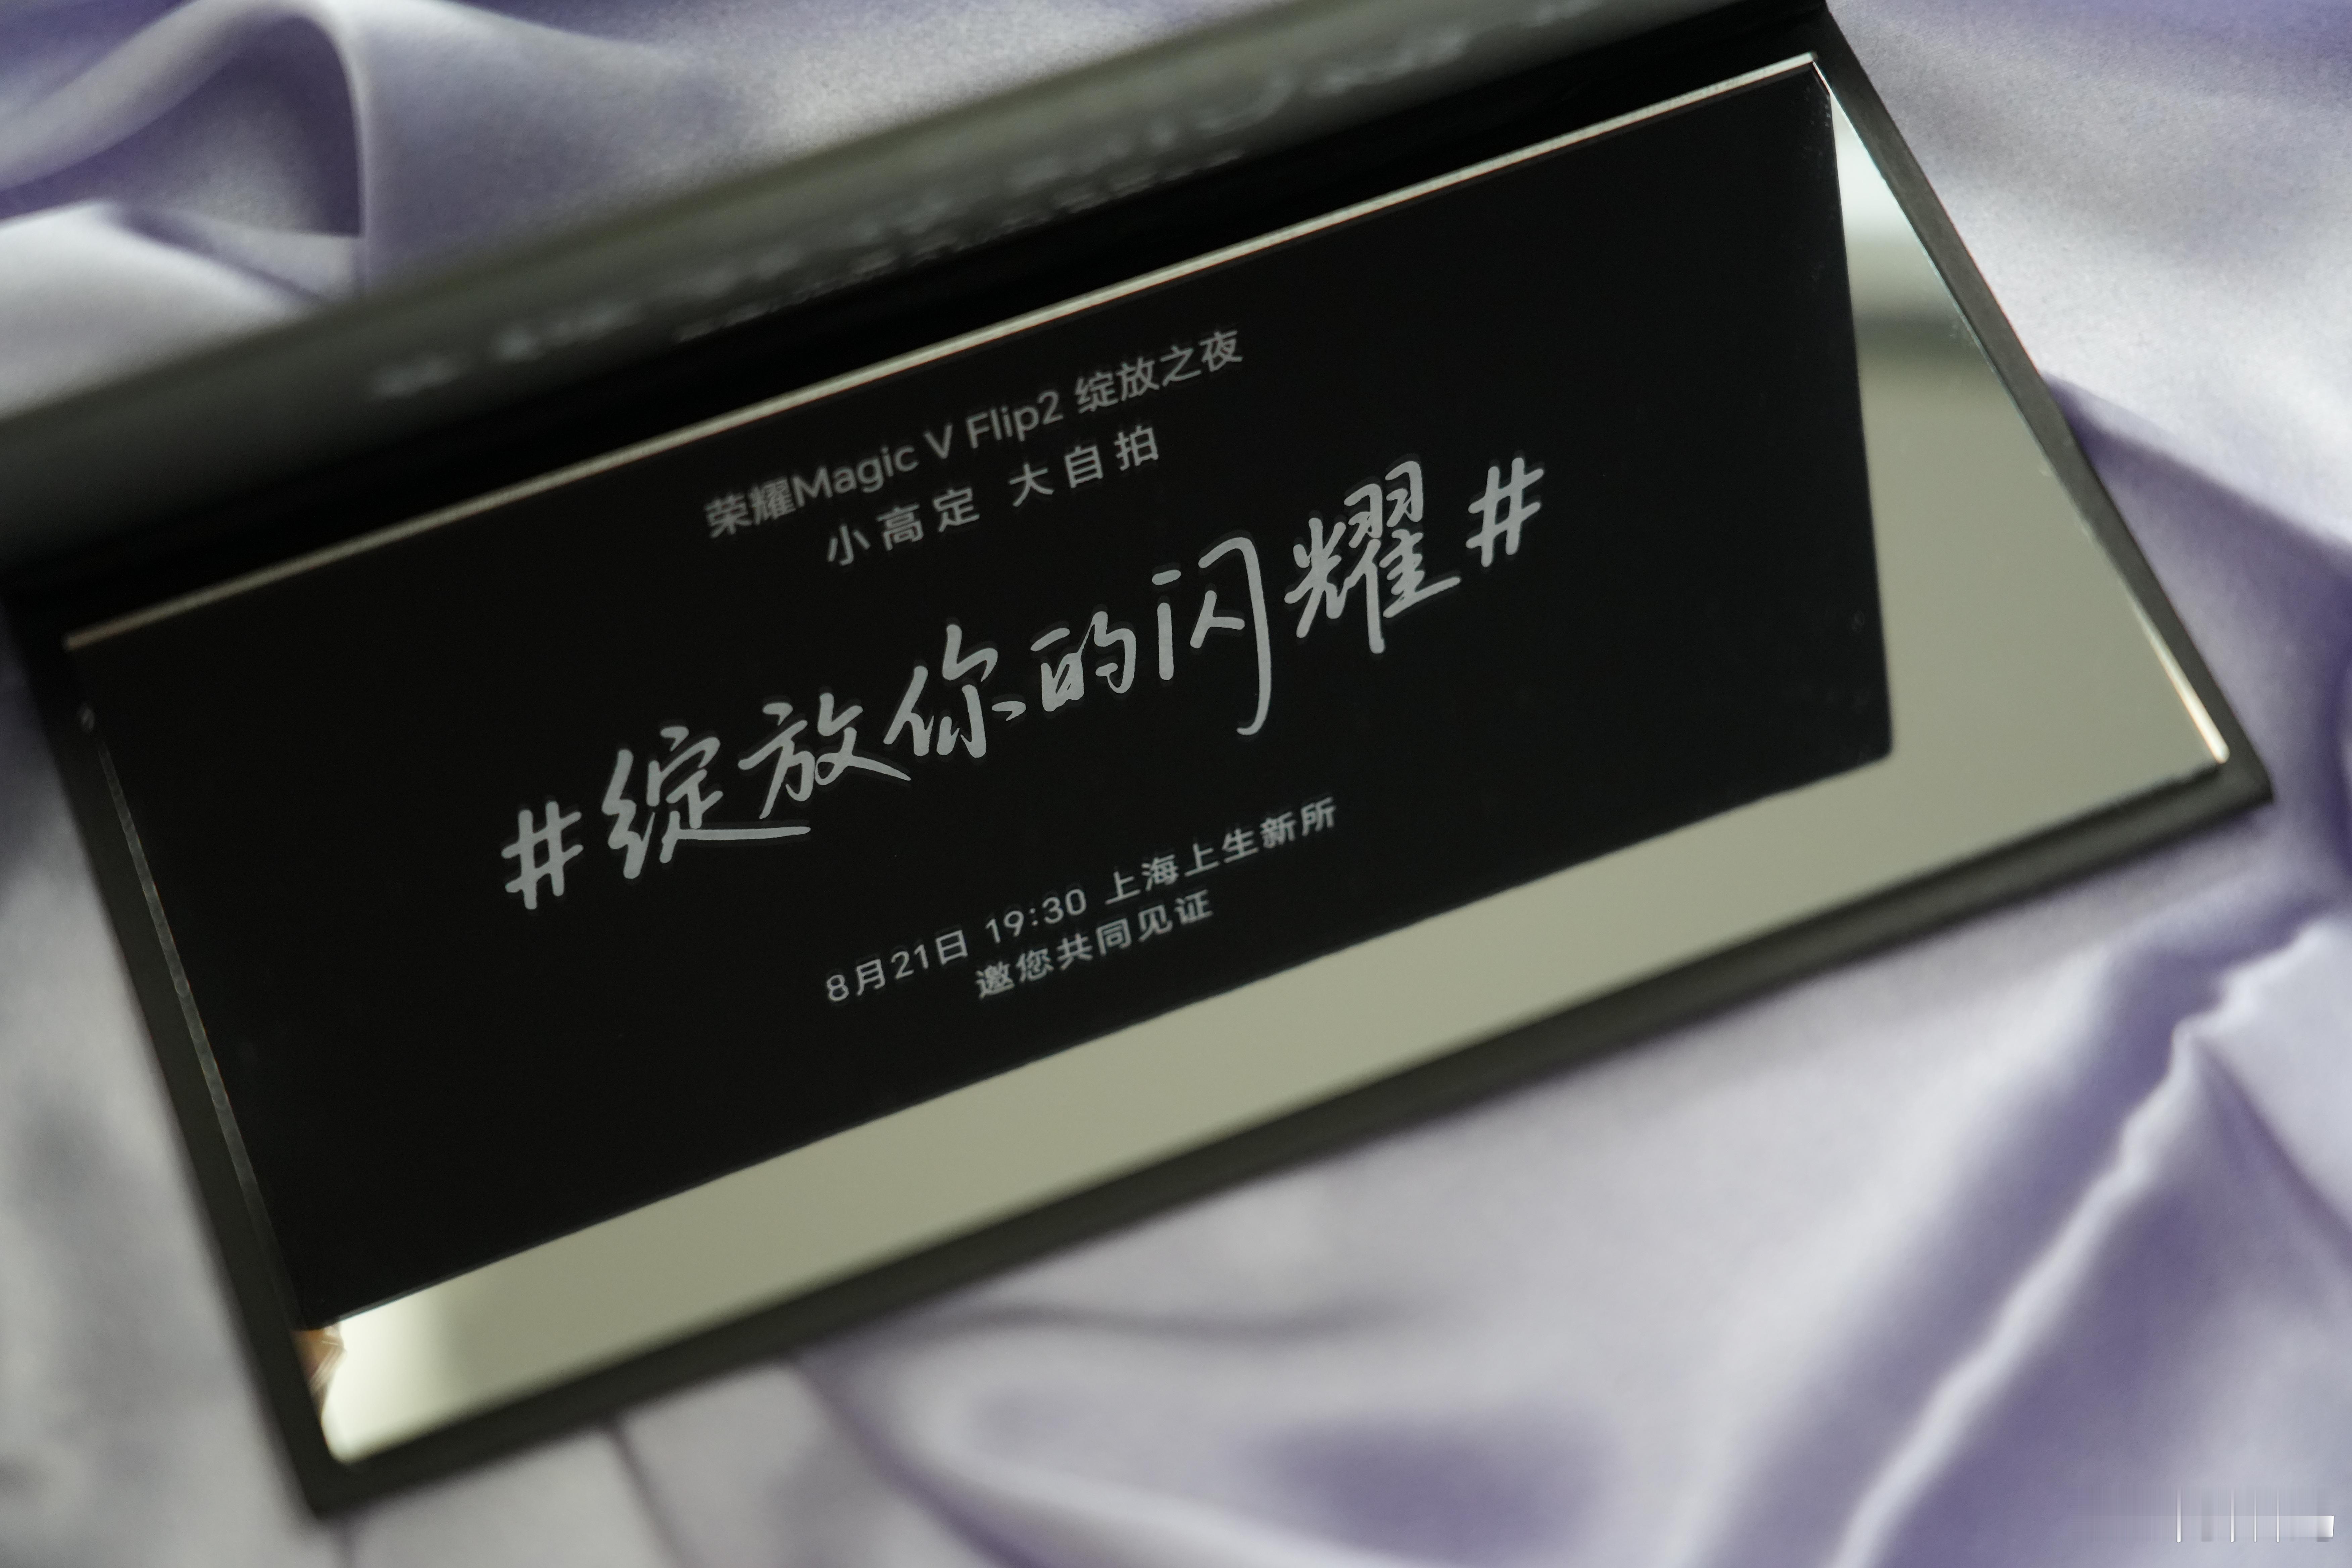 荣耀Magic V Flip2 绽放之夜
小高定 大自拍
#绽放你的闪耀#
8月21日 19:30 上海上生新所
邀您共同见证